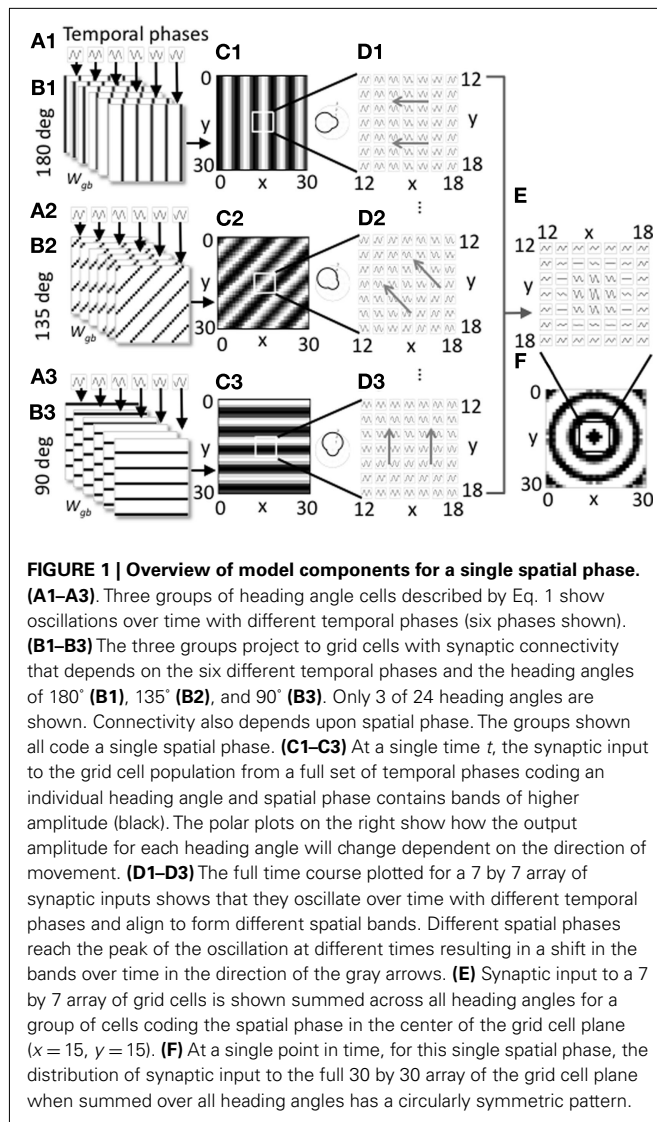 Temporal phases
A1
B1
180 deg
W_gb
C1
0
y
30
0 x 30
D1
12
y
18
12 x 18
⋮
A2
B2
135 deg
W_gb
C2
0
y
30
0 x 30
D2
12
y
18
12 x 18
⋮
A3
B3
90 deg
W_gb
C3
0
y
30
0 x 30
D3
12
y
18
12 x 18
E
12 x 18
12
y
18
F
0
y
30
0 x 30
FIGURE 1 | Overview of model components for a single spatial phase.
(A1–A3). Three groups of heading angle cells described by Eq. 1 show
oscillations over time with different temporal phases (six phases shown).
(B1–B3) The three groups project to grid cells with synaptic connectivity
that depends on the six different temporal phases and the heading angles
of 180° (B1), 135° (B2), and 90° (B3). Only 3 of 24 heading angles are
shown. Connectivity also depends upon spatial phase. The groups shown
all code a single spatial phase. (C1–C3) At a single time t, the synaptic input
to the grid cell population from a full set of temporal phases coding an
individual heading angle and spatial phase contains bands of higher
amplitude (black). The polar plots on the right show how the output
amplitude for each heading angle will change dependent on the direction of
movement. (D1–D3) The full time course plotted for a 7 by 7 array of
synaptic inputs shows that they oscillate over time with different temporal
phases and align to form different spatial bands. Different spatial phases
reach the peak of the oscillation at different times resulting in a shift in the
bands over time in the direction of the gray arrows. (E) Synaptic input to a 7
by 7 array of grid cells is shown summed across all heading angles for a
group of cells coding the spatial phase in the center of the grid cell plane
(x = 15, y = 15). (F) At a single point in time, for this single spatial phase, the
distribution of synaptic input to the full 30 by 30 array of the grid cell plane
when summed over all heading angles has a circularly symmetric pattern.